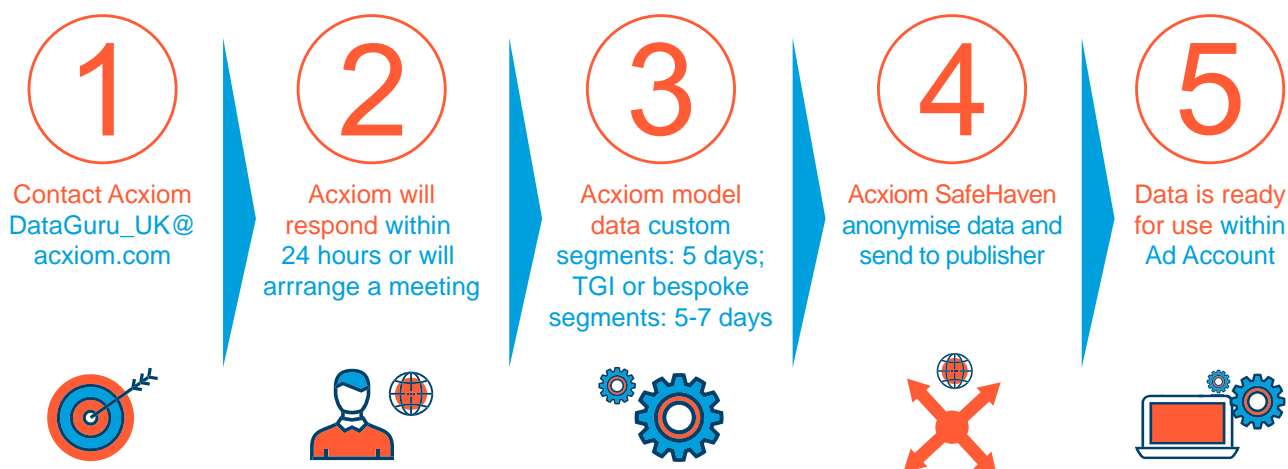 1
Contact Acxiom
DataGuru_UK@
acxiom.com
2
Acxiom will
respond within
24 hours or will
arrrange a meeting
3
Acxiom model
data custom
segments: 5 days;
TGI or bespoke
segments: 5-7 days
4
Acxiom SafeHaven
anonymise data and
send to publisher
5
Data is ready
for use within
Ad Account